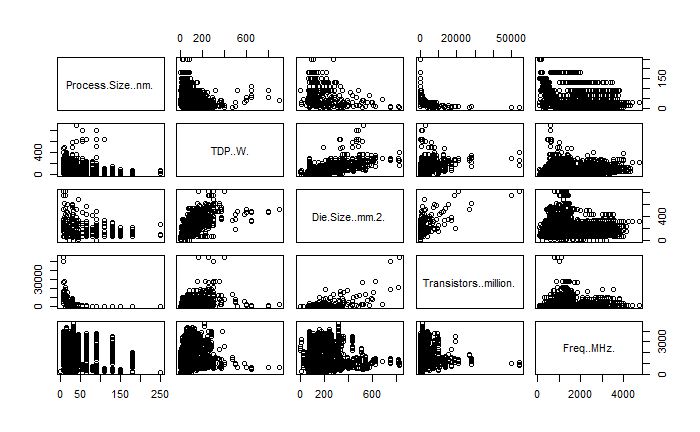 0 200 600
0 20000 50000
Process.Size..nm.
0 50 150
0 400
TDP..W.
Die.Size..mm.2.
0 400
0 30000
Transistors..million.
Freq..MHz.
0 3000
0 50 150 250
0 200 600
0 2000 4000